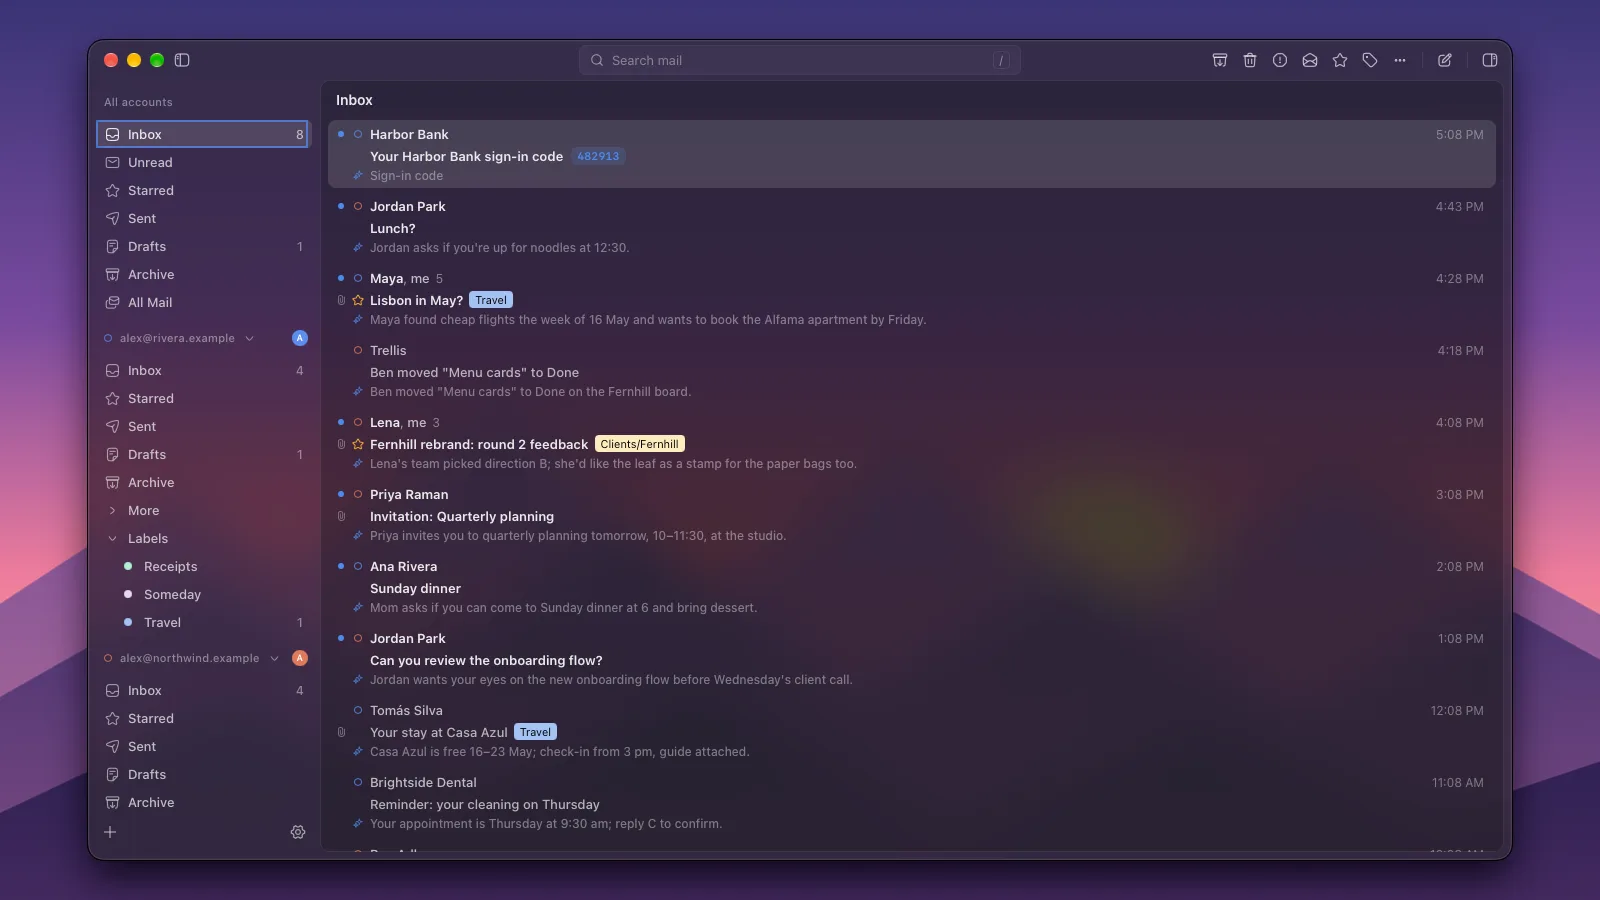 Search mail /
All accounts
Inbox 8
Unread
Starred
Sent
Drafts 1
Archive
All Mail
alex@rivera.example A
Inbox 4
Starred
Sent
Drafts 1
Archive
More
Labels
Receipts
Someday
Travel 1
alex@northwind.example A
Inbox 4
Starred
Sent
Drafts
Archive
Inbox
Harbor Bank 5:08 PM
Your Harbor Bank sign-in code 482913
Sign-in code
Jordan Park 4:43 PM
Lunch?
Jordan asks if you're up for noodles at 12:30.
Maya, me 5 4:28 PM
Lisbon in May? Travel
Maya found cheap flights the week of 16 May and wants to book the Alfama apartment by Friday.
Trellis 4:18 PM
Ben moved "Menu cards" to Done
Ben moved "Menu cards" to Done on the Fernhill board.
Lena, me 3 4:08 PM
Fernhill rebrand: round 2 feedback Clients/Fernhill
Lena's team picked direction B; she'd like the leaf as a stamp for the paper bags too.
Priya Raman 3:08 PM
Invitation: Quarterly planning
Priya invites you to quarterly planning tomorrow, 10–11:30, at the studio.
Ana Rivera 2:08 PM
Sunday dinner
Mom asks if you can come to Sunday dinner at 6 and bring dessert.
Jordan Park 1:08 PM
Can you review the onboarding flow?
Jordan wants your eyes on the new onboarding flow before Wednesday's client call.
Tomás Silva 12:08 PM
Your stay at Casa Azul Travel
Casa Azul is free 16–23 May; check-in from 3 pm, guide attached.
Brightside Dental 11:08 AM
Reminder: your cleaning on Thursday
Your appointment is Thursday at 9:30 am; reply C to confirm.